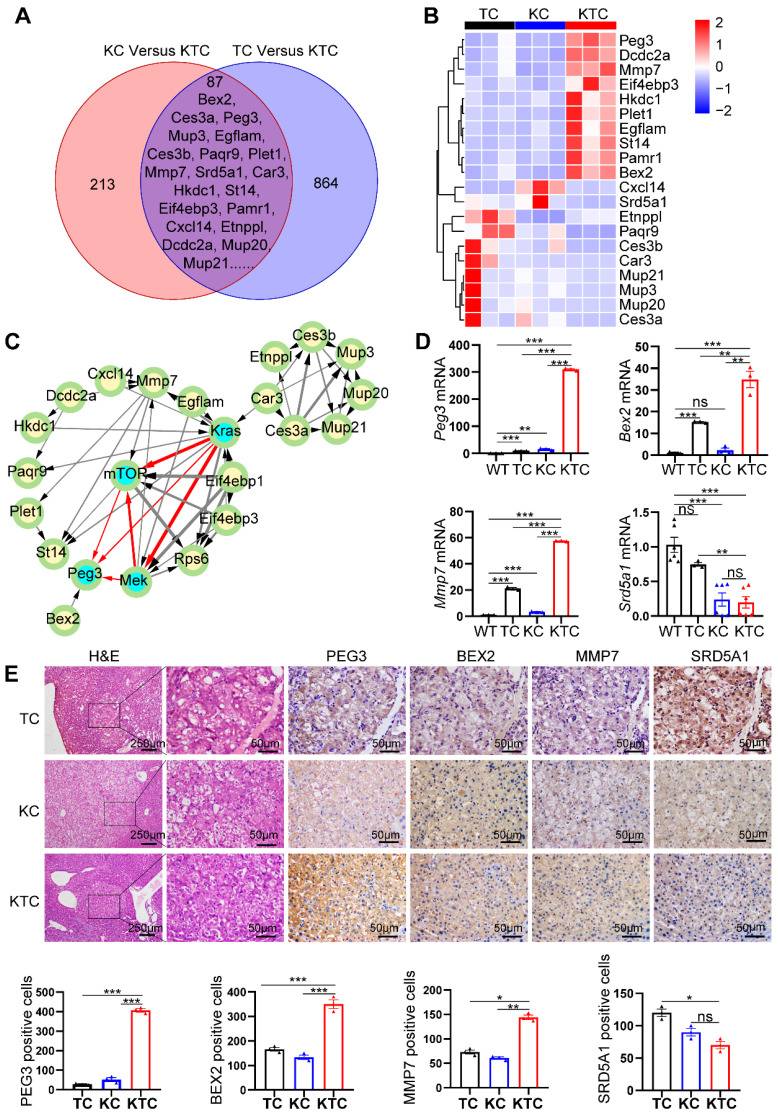 A
KC Versus KTC TC Versus KTC
87
Bex2,
Ces3a, Peg3,
Mup3, Egflam,
Ces3b, Paqr9, Plet1,
Mmp7, Srd5a1, Car3,
213 Hkdc1, St14, 864
Eif4ebp3, Pamr1,
Cxcl14, Etnppl,
Dcdc2a, Mup20,
Mup21......
B
TC KC KTC
Peg3
Dcdc2a
Mmp7
Eif4ebp3
Hkdc1
Plet1
Egflam
St14
Pamr1
Bex2
Cxcl14
Srd5a1
Etnppl
Paqr9
Ces3b
Car3
Mup21
Mup3
Mup20
Ces3a
2
1
0
−1
−2
C
Cxcl14
Mmp7
Dcdc2a
Egflam
Hkdc1
Kras
Paqr9
mTOR
Eif4ebp1
Plet1
Eif4ebp3
St14
Rps6
Peg3
Mek
Bex2
Ces3b
Etnppl
Mup3
Car3
Mup20
Ces3a
Mup21
D
Peg3 mRNA
400
300
200
100
0
***
***
***
**
***
WT TC KC KTC
Bex2 mRNA
60
40
20
0
***
**
**
ns
***
WT TC KC KTC
Mmp7 mRNA
80
60
40
20
0
***
***
***
***
***
WT TC KC KTC
Srd5a1 mRNA
1.5
1.0
0.5
0.0
***
***
ns
**
ns
WT TC KC KTC
E
H&E PEG3 BEX2 MMP7 SRD5A1
TC
250μm 50μm 50μm 50μm 50μm 50μm
KC
250μm 50μm 50μm 50μm 50μm 50μm
KTC
250μm 50μm 50μm 50μm 50μm 50μm
PEG3 positive cells
500
400
300
200
100
0
***
***
TC KC KTC
BEX2 positive cells
400
300
200
100
0
***
***
TC KC KTC
MMP7 positive cells
200
150
100
50
0
*
**
TC KC KTC
SRD5A1 positive cells
150
100
50
0
*
ns
TC KC KTC